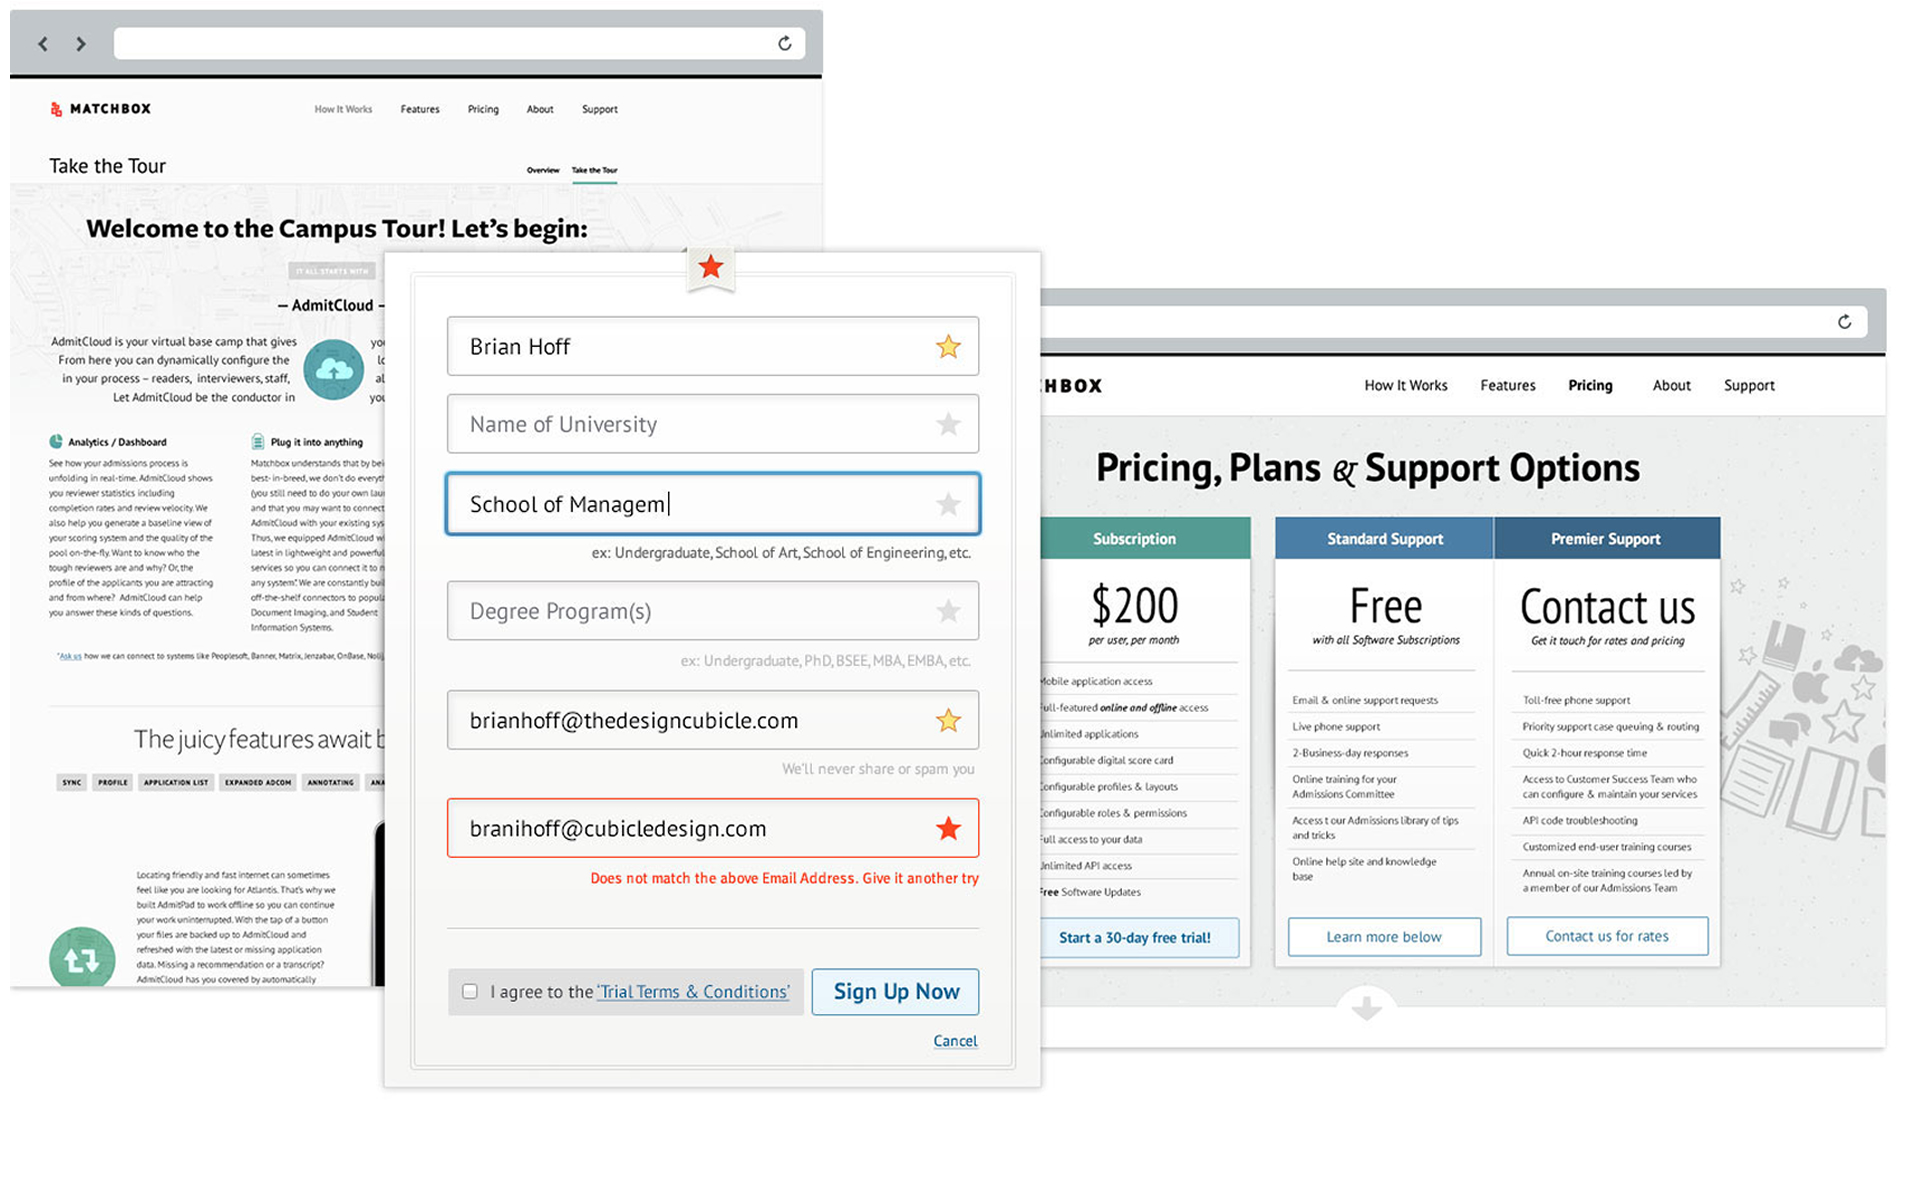 MATCHBOX
How It Works
Features
Pricing
About
Support
Take the Tour
Overview
Take the Tour
Welcome to the Campus Tour! Let's begin:
IT ALL STARTS WITH
— AdmitCloud –
AdmitCloud is your virtual base camp that gives
From here you can dynamically configure the
in your process – readers, interviewers, staff,
Let AdmitCloud be the conductor in
Analytics / Dashboard
See how your admissions process is
unfolding in real-time. AdmitCloud shows
you reviewer statistics including
completion rates and review velocity. We
also help you generate a baseline view of
your scoring system and the quality of the
pool on-the-fly. Want to know who the
tough reviewers are and why? Or, the
profile of the applicants you are attracting
and from where? AdmitCloud can help
you answer these kinds of questions.
Plug it into anything
Matchbox understands that by
best- in-breed, we don't do
(you still need to do your own
and that you may want to connect
AdmitCloud with your existing
Thus, we equipped AdmitCloud
latest in lightweight and powerful
services so you can connect it to
any system*. We are constantly
off-the-shelf connectors to
Document Imaging, and Student
Information Systems.
*Ask us how we can connect to systems like Peoplesoft, Banner, Matrix, Jenzabar, OnBase,
The juicy features await
SYNC
PROFILE
APPLICATION LIST
EXPANDED ADCOM
ANNOTATING
Locating friendly and fast internet can sometimes
feel like you are looking for Atlantis. That's why we
built AdmitPad to work offline so you can continue
your work uninterrupted. With the tap of a button
your files are backed up to AdmitCloud and
refreshed with the latest or missing application
data. Missing a recommendation or a transcript?
AdmitCloud has you covered by automatically
Brian Hoff
Name of University
School of Managem
ex: Undergraduate, School of Art, School of Engineering, etc.
Degree Program(s)
ex: Undergraduate, PhD, BSEE, MBA, EMBA, etc.
brianhoff@thedesigncubicle.com
We'll never share or spam you
branihoff@cubicledesign.com
Does not match the above Email Address. Give it another try
I agree to the 'Trial Terms & Conditions'
Sign Up Now
Cancel
HBOX
How It Works
Features
Pricing
About
Support
Pricing, Plans & Support Options
Subscription
$200
per user, per month
Mobile application access
Full-featured online and offline access
Unlimited applications
Configurable digital score card
Configurable profiles & layouts
Configurable roles & permissions
Full access to your data
Unlimited API access
Free Software Updates
Start a 30-day free trial!
Standard Support
Free
with all Software Subscriptions
Email & online support requests
Live phone support
2-Business-day responses
Online training for your
Admissions Committee
Access t our Admissions library of tips
and tricks
Online help site and knowledge
base
Learn more below
Premier Support
Contact us
Get it touch for rates and pricing
Toll-free phone support
Priority support case queuing & routing
Quick 2-hour response time
Access to Customer Success Team who
can configure & maintain your services
API code troubleshooting
Customized end-user training courses
Annual on-site training courses led by
a member of our Admissions Team
Contact us for rates